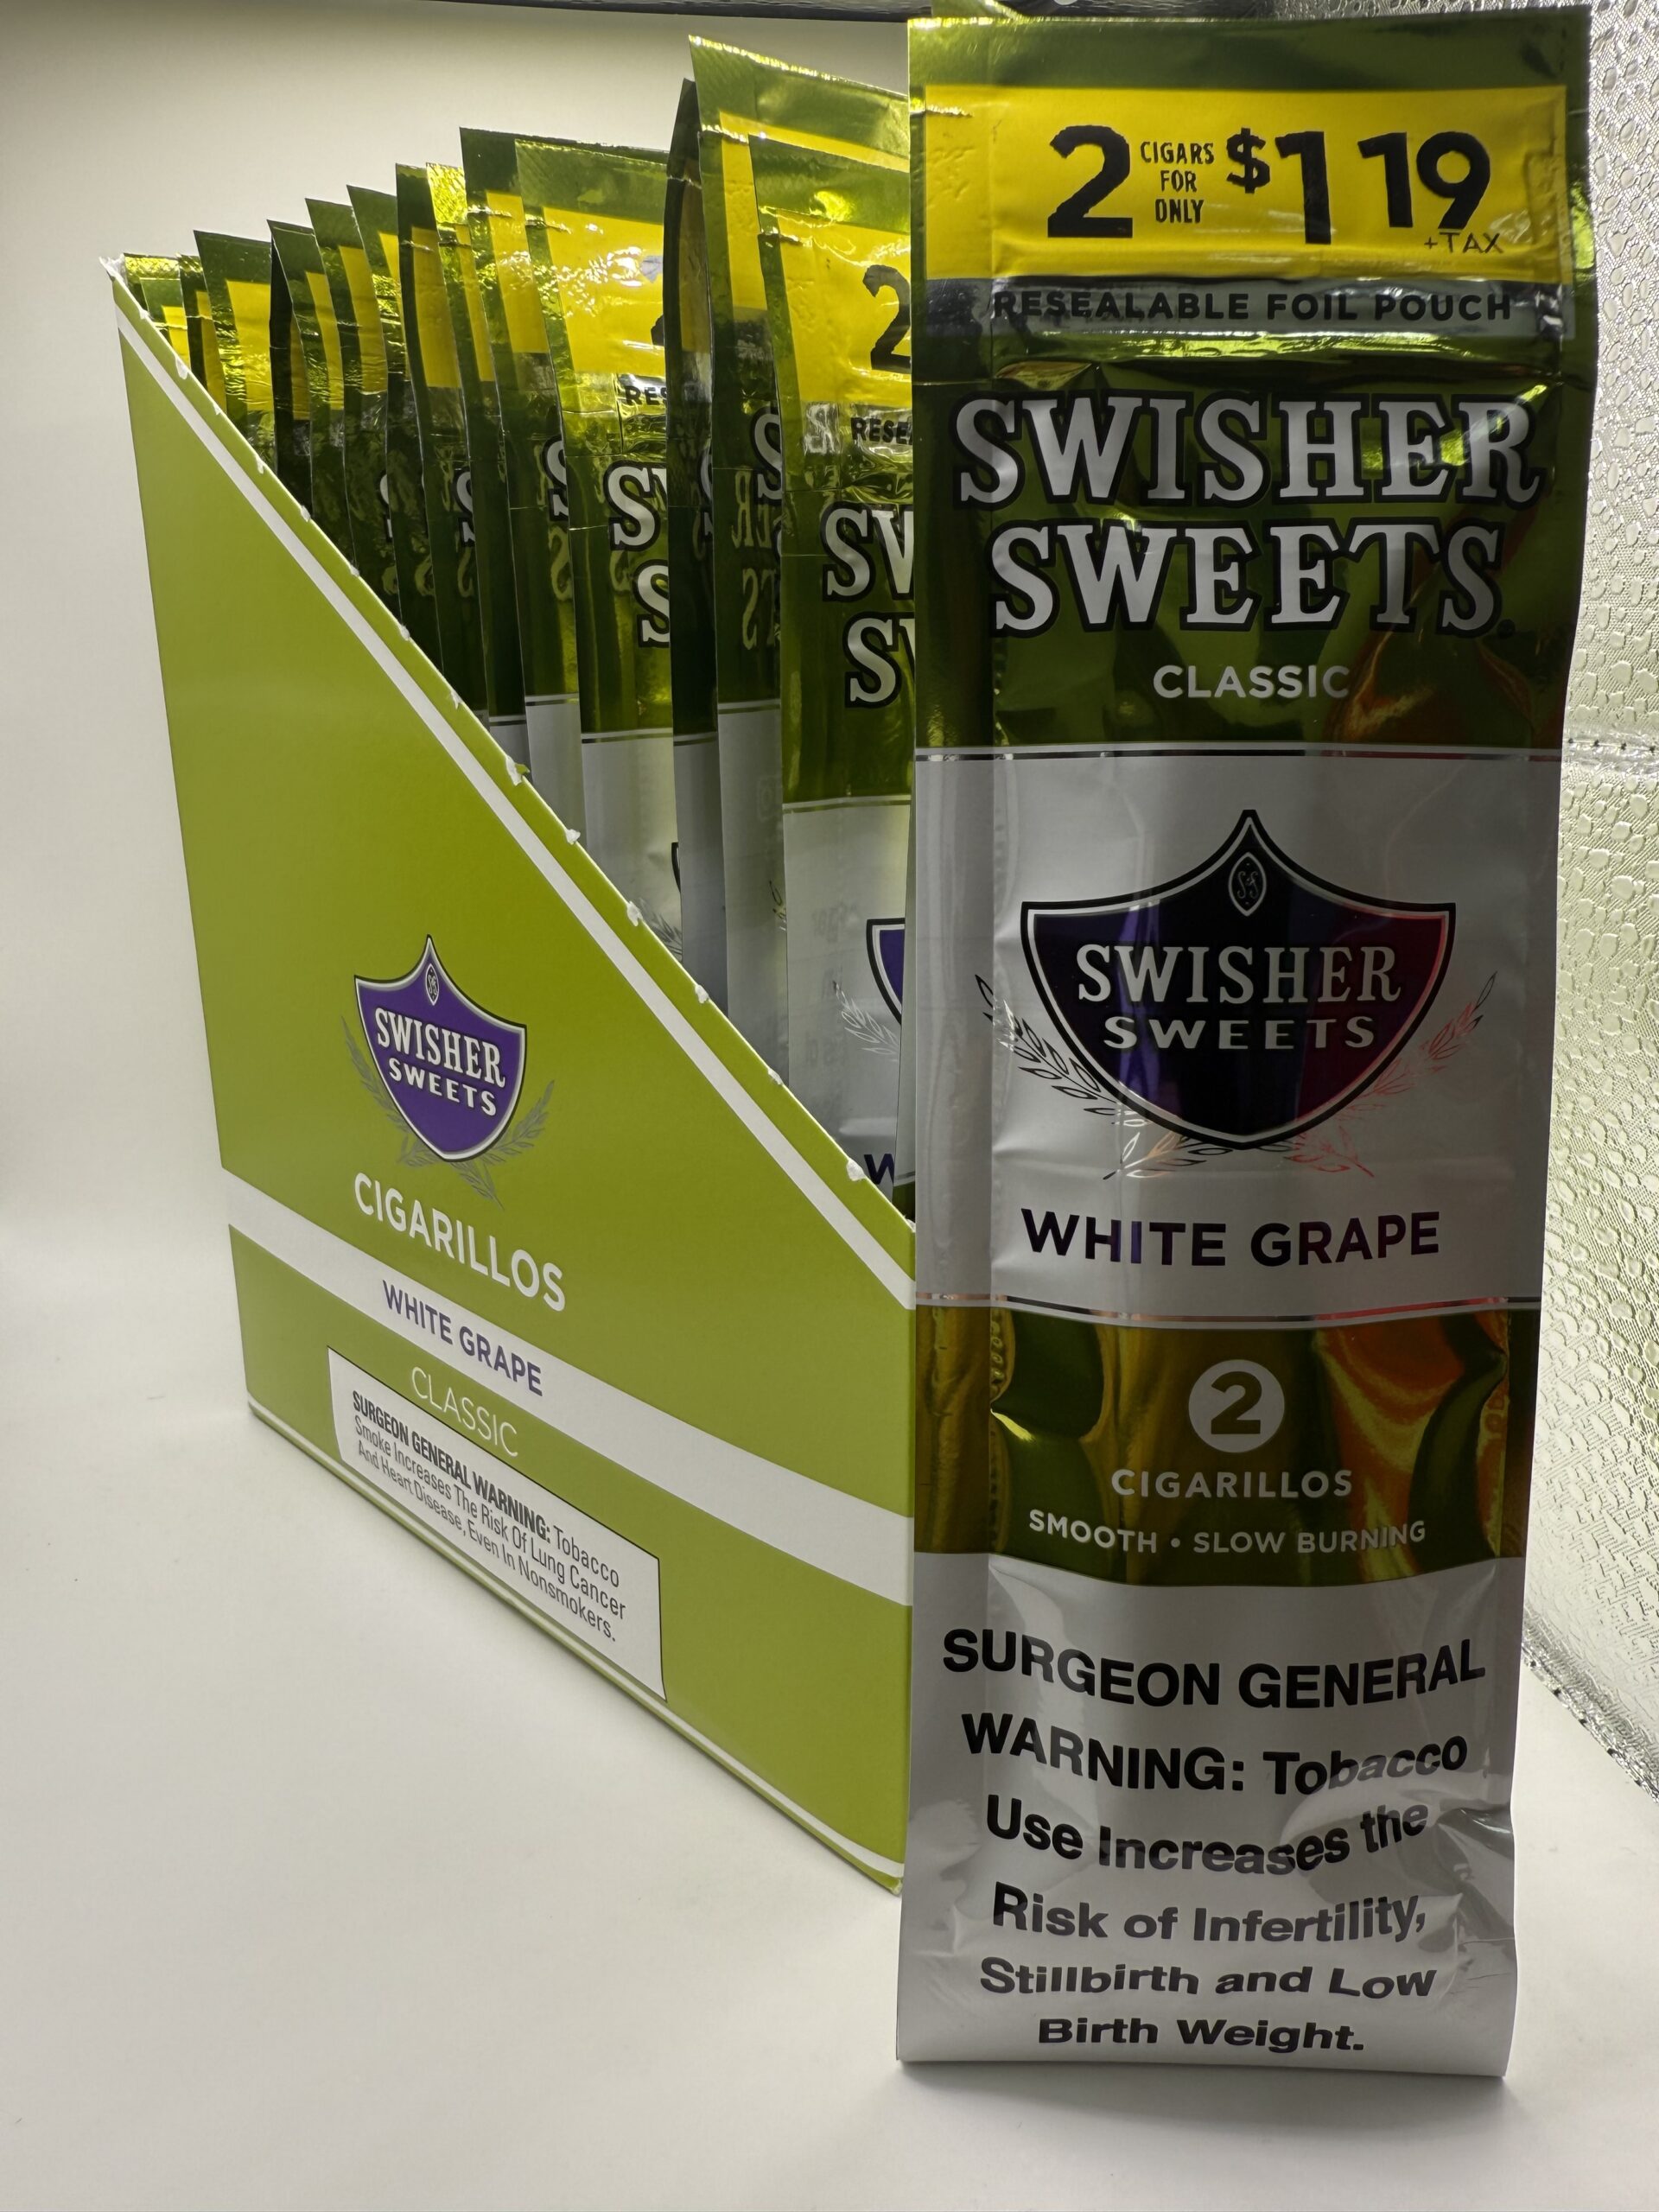 2 CIGARS FOR ONLY $1 19
+TAX
RESEALABLE FOIL POUCH
SWISHER
SWEETS
CLASSIC
SWISHER
SWEETS
WHITE GRAPE
2
CIGARILLOS
SMOOTH • SLOW BURNING
SURGEON GENERAL
WARNING: Tobacco
Use Increases the
Risk of Infertility,
Stillbirth and Low
Birth Weight.
SWISHER
SWEETS
CIGARILLOS
WHITE GRAPE
CLASSIC
SURGEON GENERAL WARNING: Tobacco
Smoke Increases The Risk Of Lung Cancer
And Heart Disease, Even In Nonsmokers.